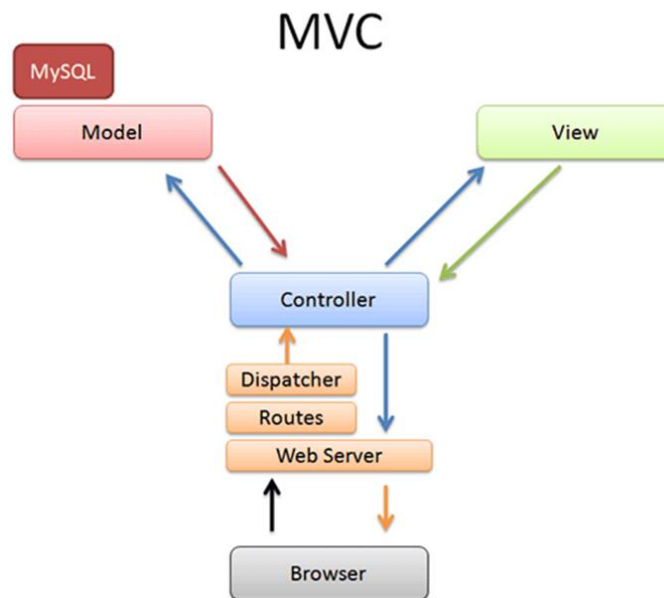 MVC
MySQL
Model
View
Controller
Dispatcher
Routes
Web Server
Browser